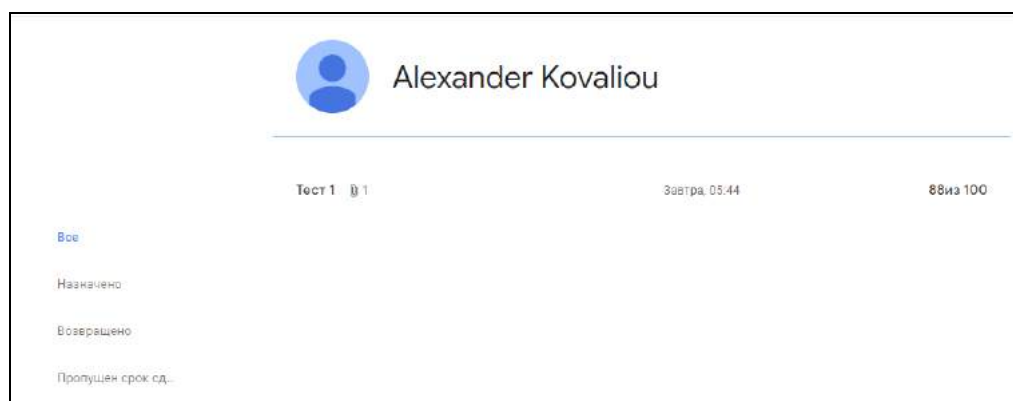 Alexander Kovaliou
Тест 1 1 Завтра, 05:44 88из 100
Все
Назначено
Возвращено
Пропущен срок сд...